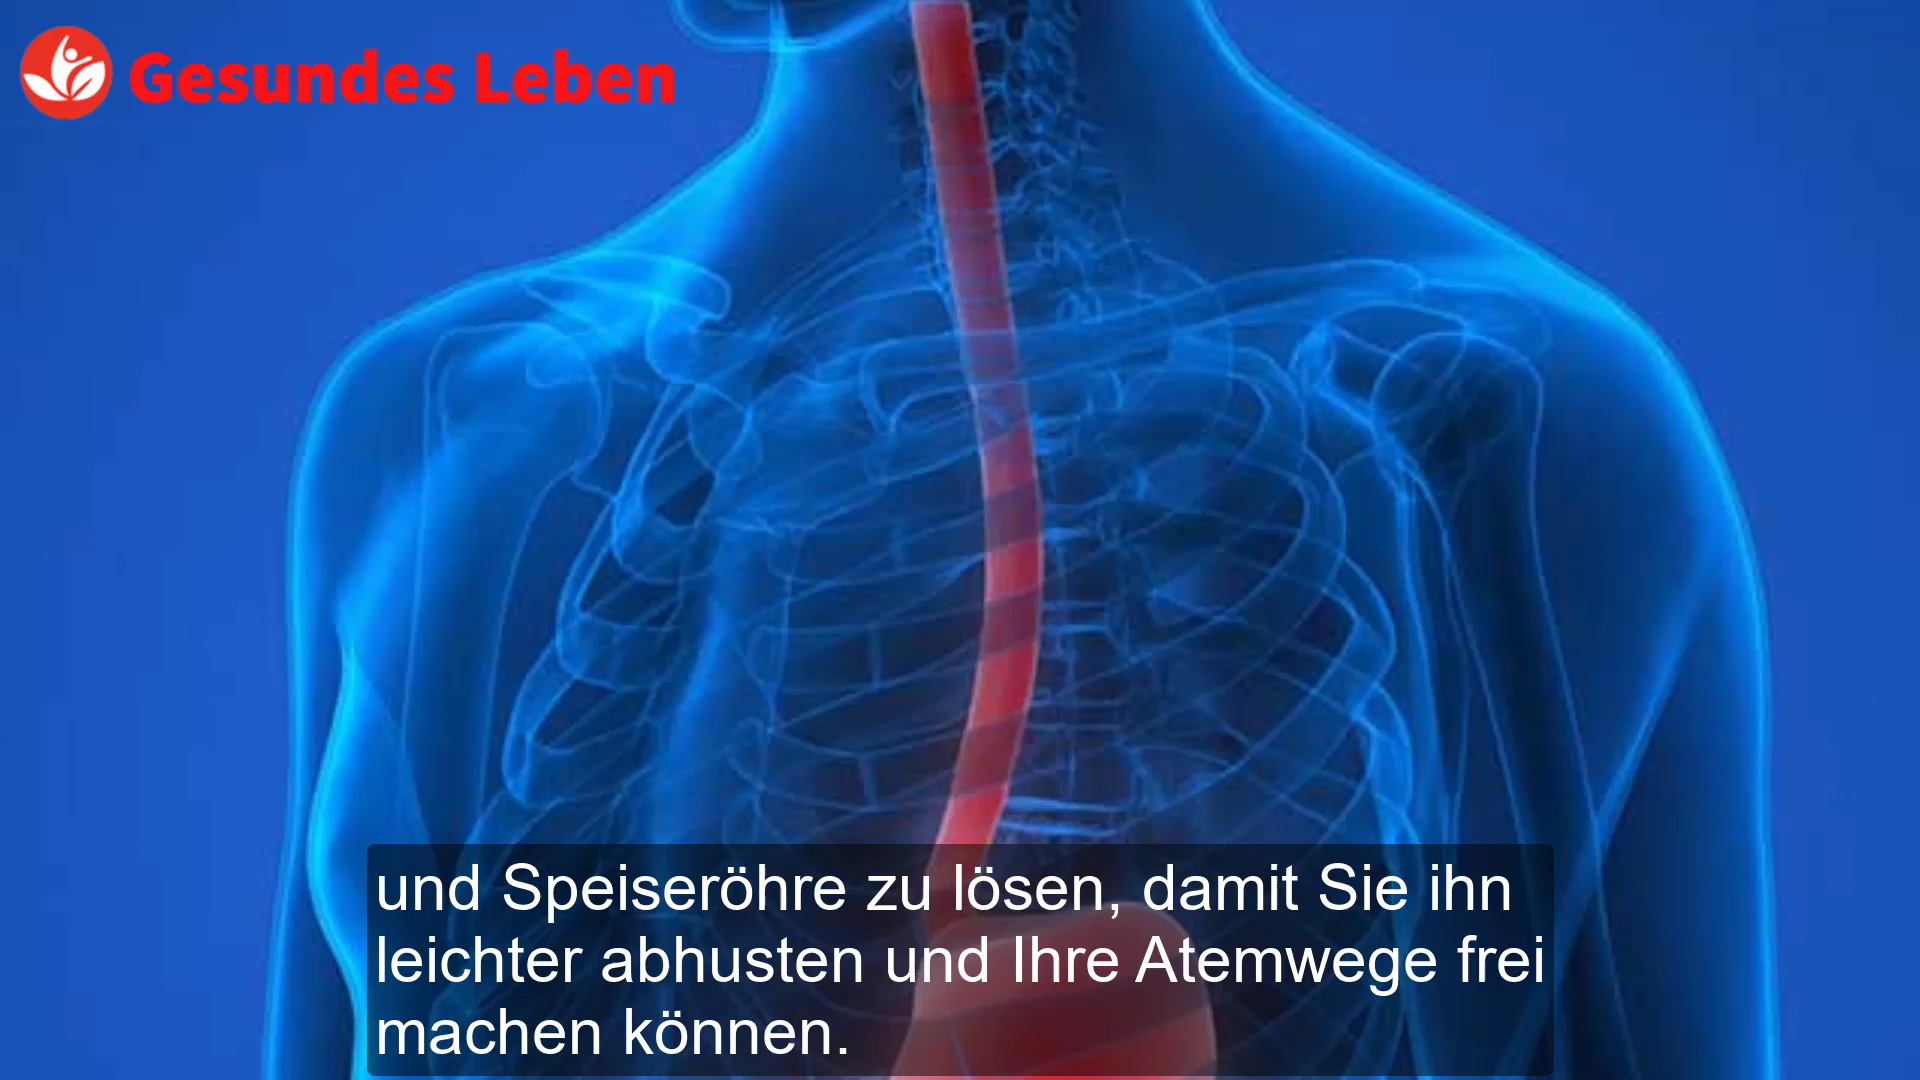 Gesundes Leben
und Speiseröhre zu lösen, damit Sie ihn
leichter abhusten und Ihre Atemwege frei
machen können.